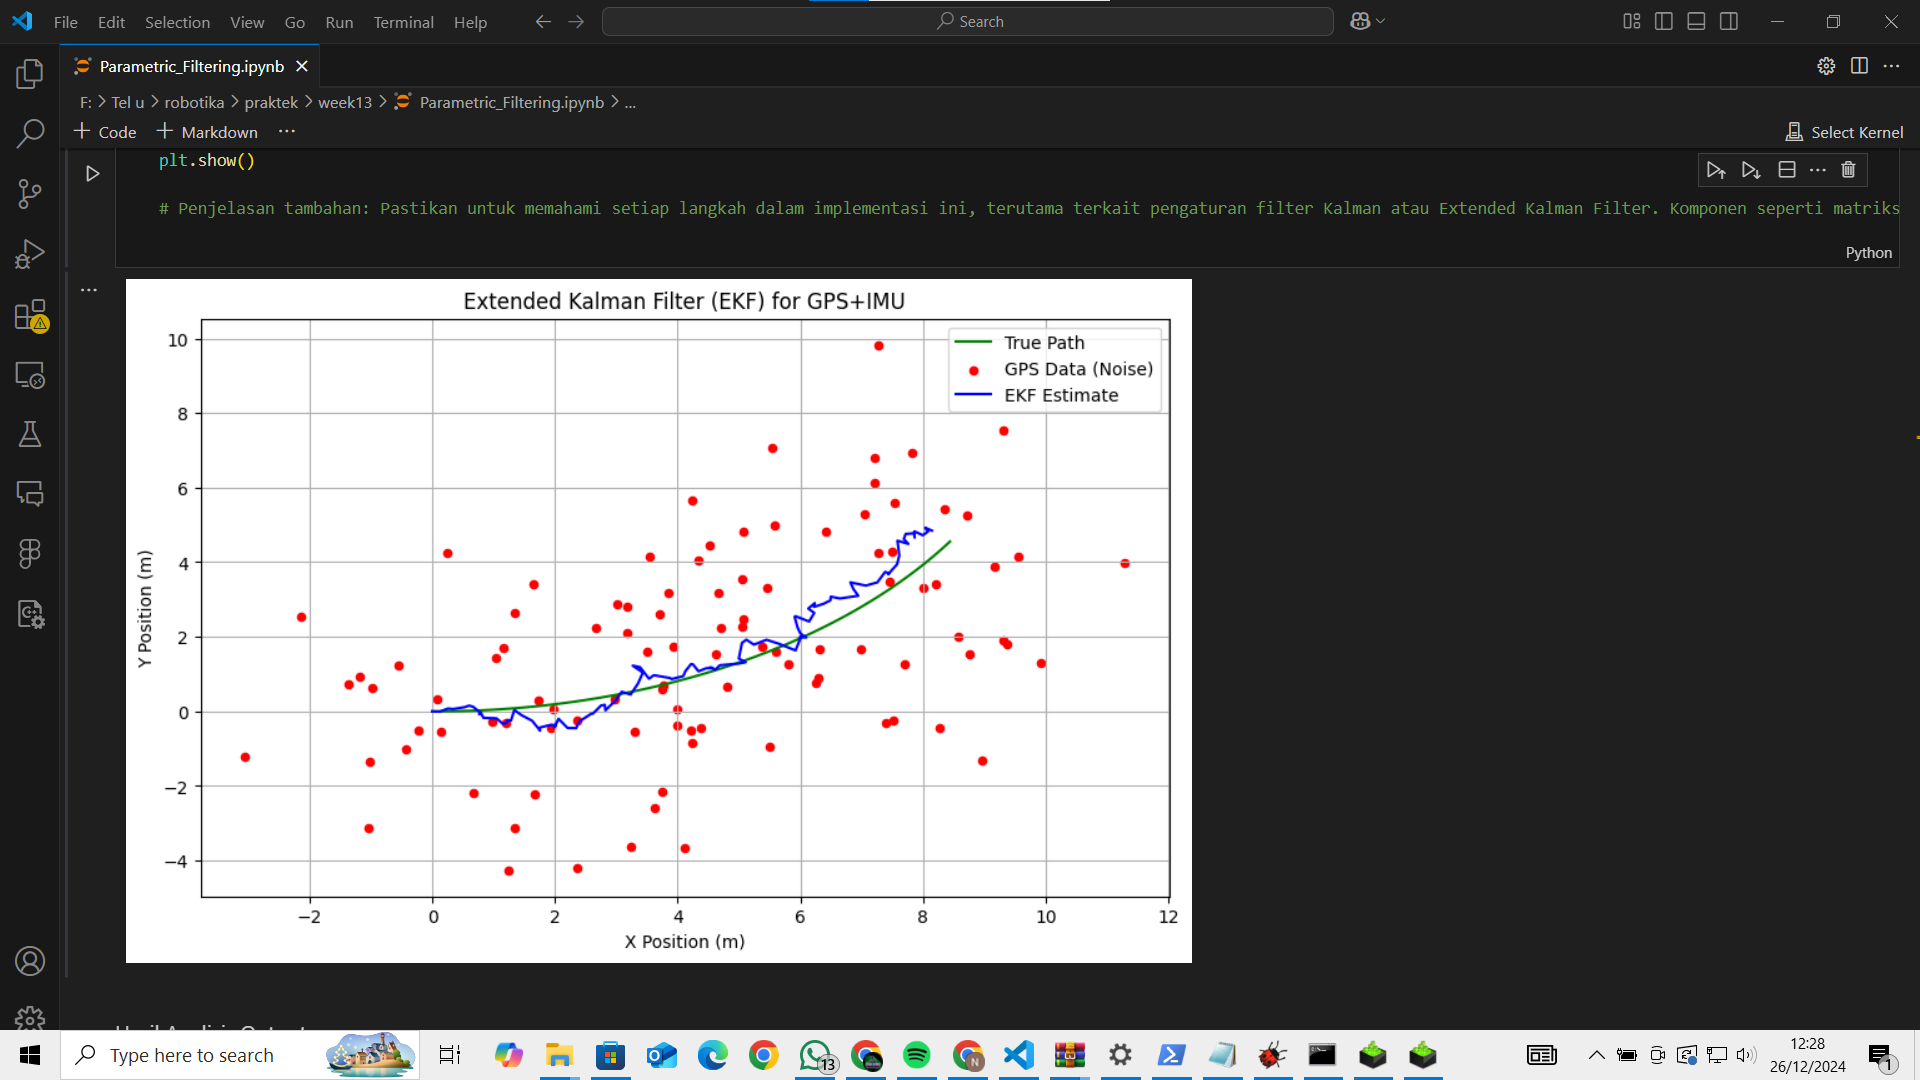 File Edit Selection View Go Run Terminal Help
Search
Parametric_Filtering.ipynb
F: > Tel u > robotika > praktek > week13 > Parametric_Filtering.ipynb > ...
+ Code + Markdown ...
Select Kernel
plt.show()
# Penjelasan tambahan: Pastikan untuk memahami setiap langkah dalam implementasi ini, terutama terkait pengaturan filter Kalman atau Extended Kalman Filter. Komponen seperti matriks
Python
Extended Kalman Filter (EKF) for GPS+IMU
True Path
GPS Data (Noise)
EKF Estimate
10
8
6
4
2
0
−2
−4
Y Position (m)
−2 0 2 4 6 8 10 12
X Position (m)
Type here to search
13
N
12:28
26/12/2024
1